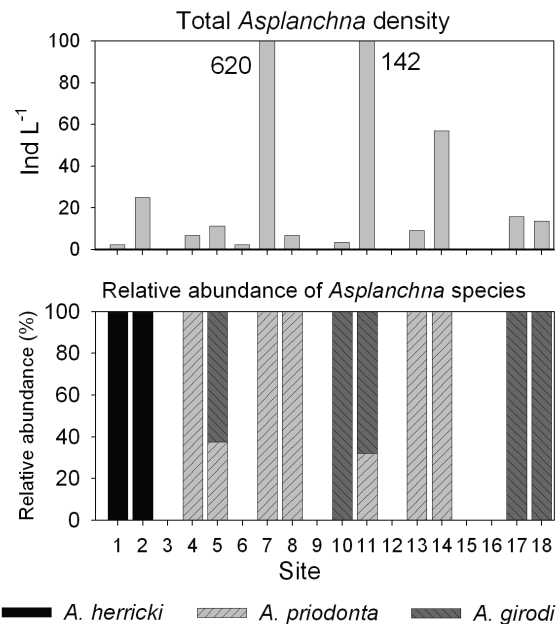 Total Asplanchna density
Ind L-1
100
80
60
40
20
0
620
142
Relative abundance of Asplanchna species
Relative abundance (%)
100
80
60
40
20
0
1 2 3 4 5 6 7 8 9 10 11 12 13 14 15 16 17 18
Site
A. herricki A. priodonta A. girodi